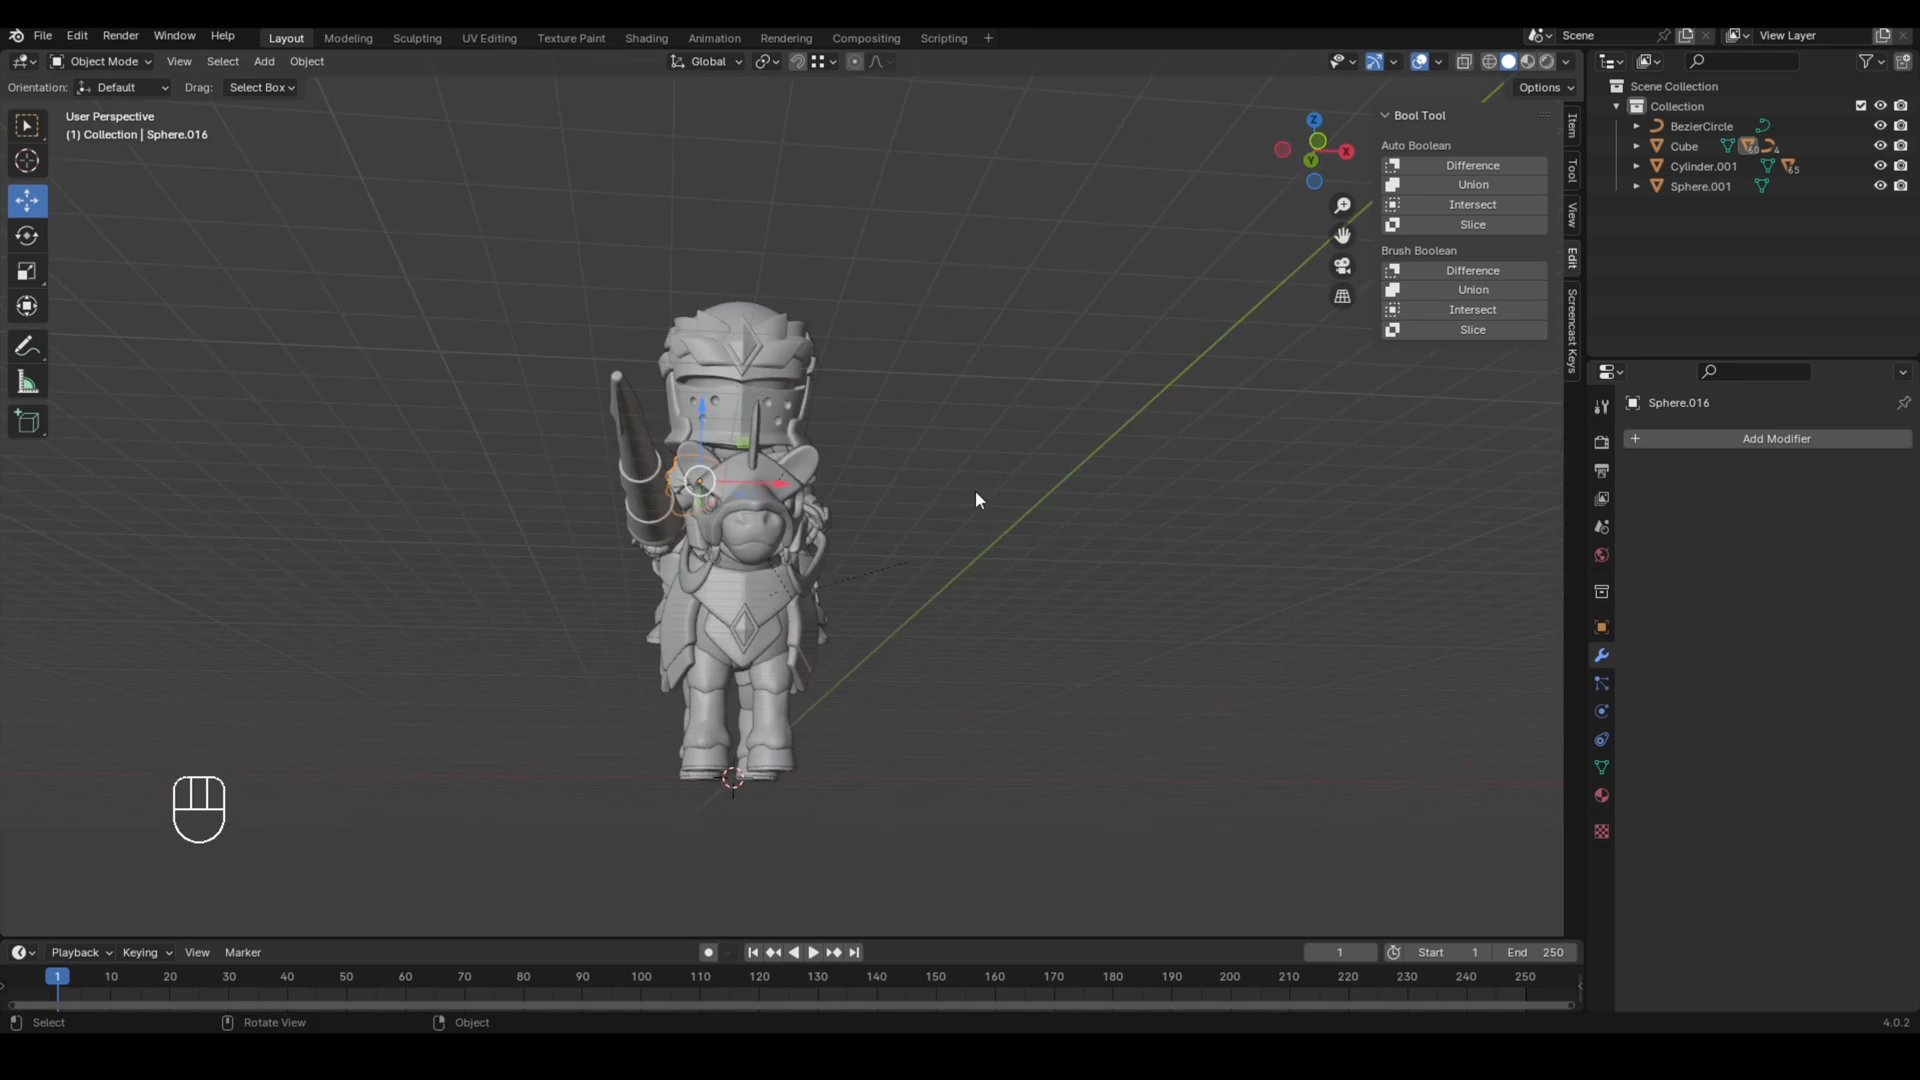 File Edit Render Window Help Layout Modeling Sculpting UV Editing Texture Paint Shading Animation Rendering Compositing Scripting + Scene View Layer
Object Mode View Select Add Object Global
Orientation: Default Drag: Select Box Options
User Perspective
(1) Collection | Sphere.016
Z
X
Y
Bool Tool
Auto Boolean
Difference
Union
Intersect
Slice
Brush Boolean
Difference
Union
Intersect
Slice
Item
Tool
View
Edit
Screencast Keys
Scene Collection
Collection
BezierCircle
Cube 60 4
Cylinder.001 65
Sphere.001
Sphere.016
+ Add Modifier
Playback Keying View Marker 1 Start 1 End 250
1 10 20 30 40 50 60 70 80 90 100 110 120 130 140 150 160 170 180 190 200 210 220 230 240 250
Select Rotate View Object 4.0.2